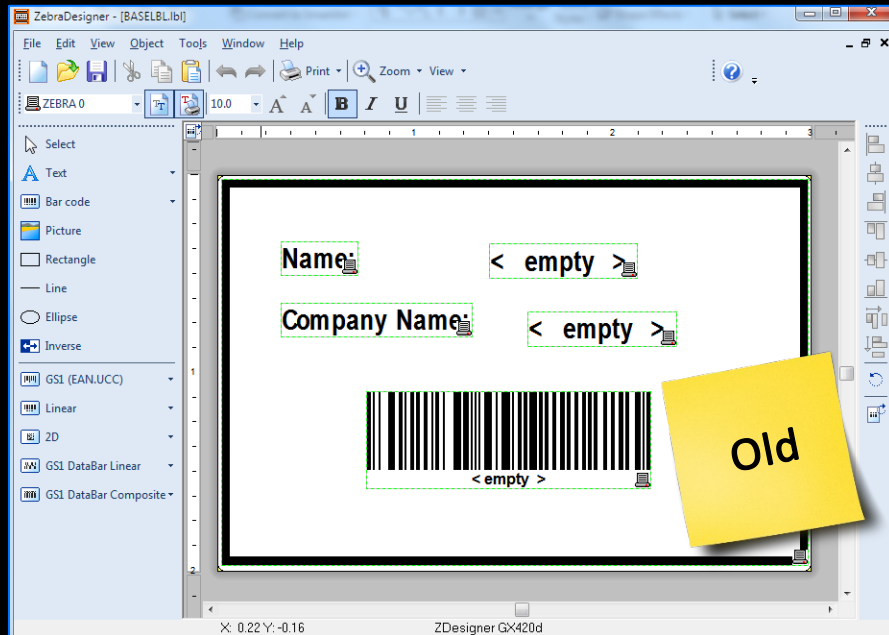 ZebraDesigner - [BASELBL.lbl]
File Edit View Object Tools Window Help
Print Zoom View
ZEBRA 0 10.0 A A B I U
1 2 3
Select
Text
Bar code
Picture
Rectangle
Line
Ellipse
Inverse
GS1 (EAN.UCC)
Linear
2D
GS1 DataBar Linear
GS1 DataBar Composite
1
2
Name: < empty >
Company Name: < empty >
< empty >
Old
X: 0.22 Y: -0.16 ZDesigner GX420d